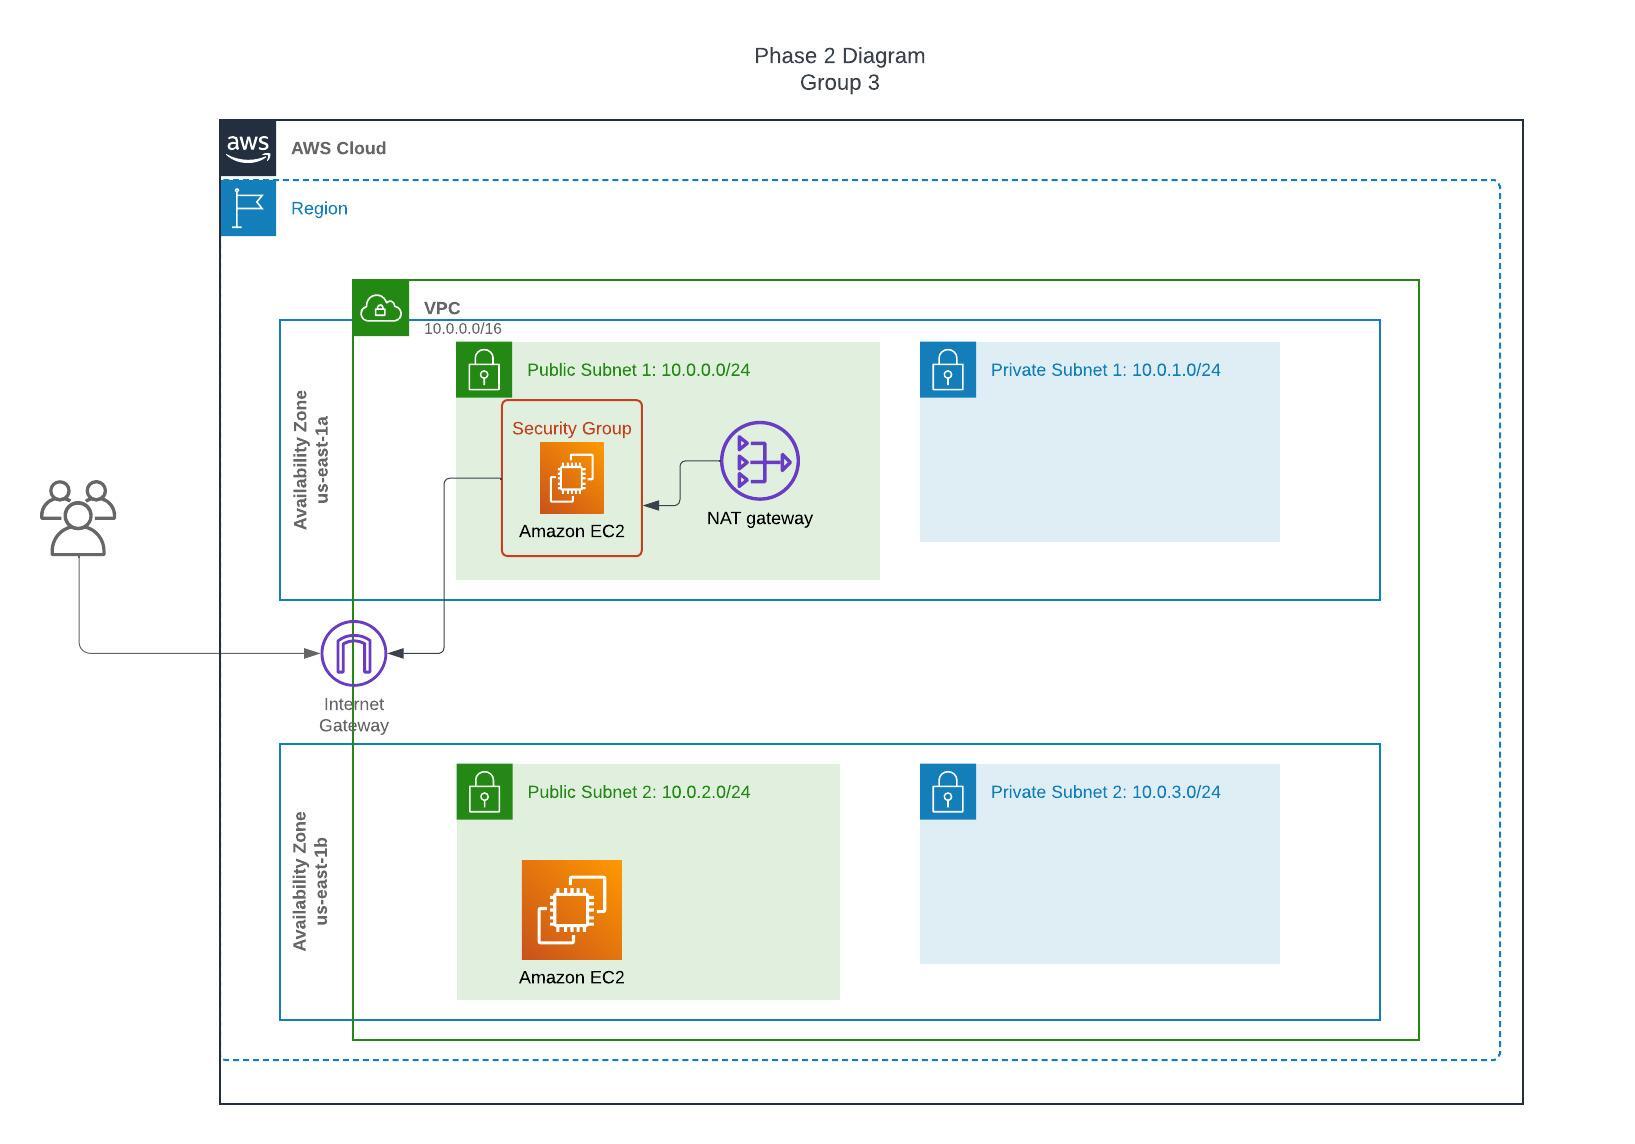 Phase 2 Diagram
Group 3
aws
AWS Cloud
Region
VPC
10.0.0.0/16
Availability Zone
us-east-1a
Public Subnet 1: 10.0.0.0/24
Private Subnet 1: 10.0.1.0/24
Security Group
Amazon EC2
NAT gateway
Internet
Gateway
Availability Zone
us-east-1b
Public Subnet 2: 10.0.2.0/24
Private Subnet 2: 10.0.3.0/24
Amazon EC2